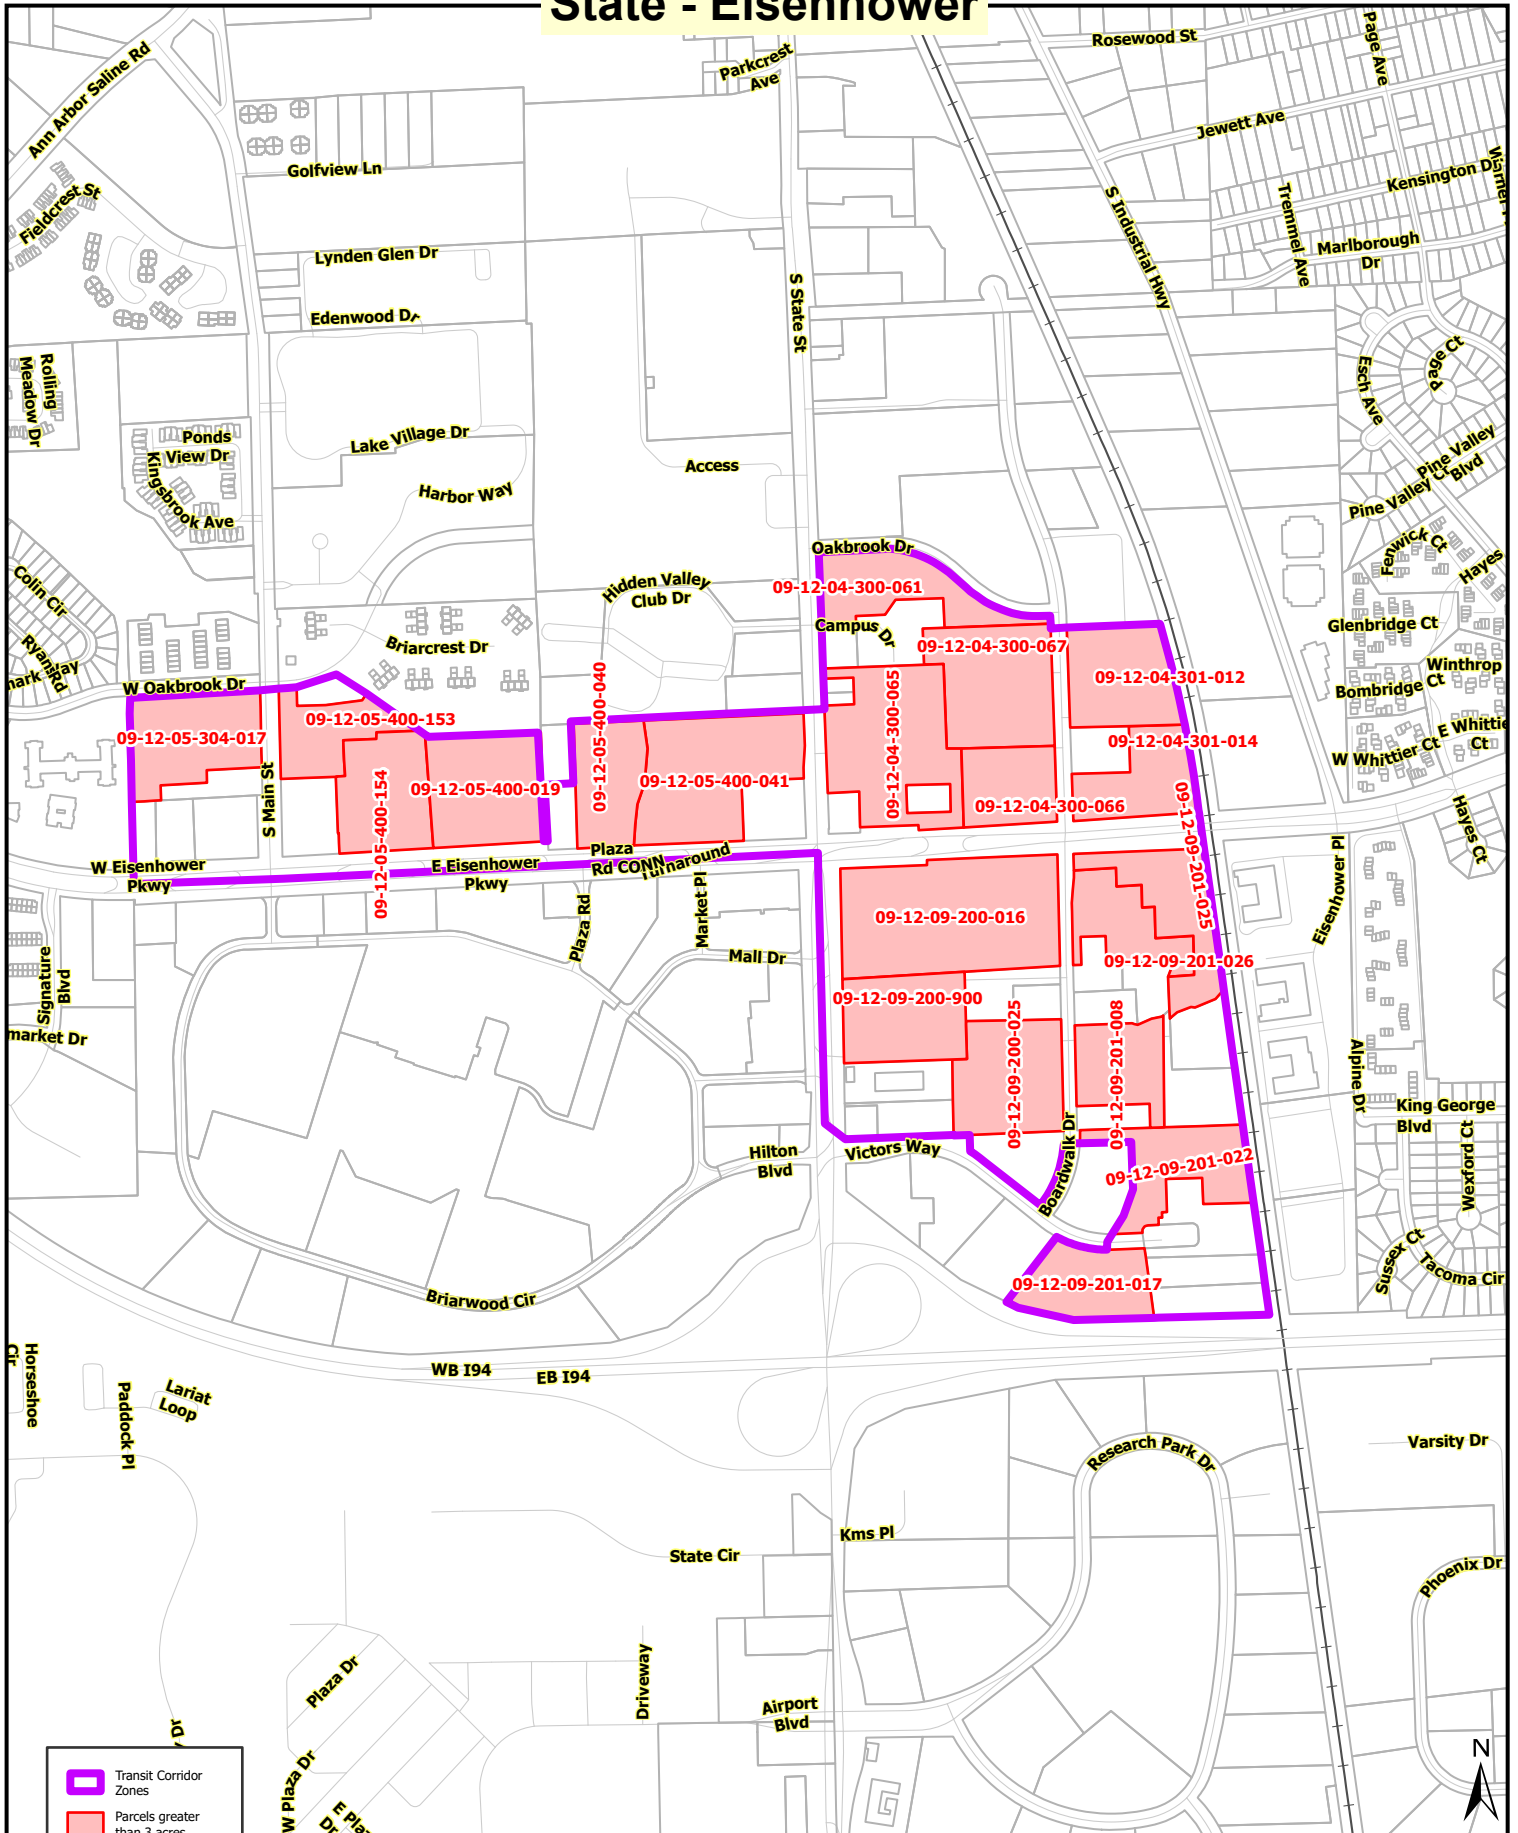 State - Eisenhower
Rosewood St
Page Ave
Parkcrest
Ave
Ann Arbor Saline Rd
Jewett Ave
Golfview Ln
Kensington Dr
Fieldcrest St
S Industrial Hwy
Tremmel Ave
Marlborough
Dr
Lynden Glen Dr
S State St
Edenwood Dr
Rolling
Meadow Dr
Page Ct
Esch Ave
Ponds
View Dr
Lake Village Dr
Access
Pine Valley
Blvd
Pine Valley Ct
Kingsbrook Ave
Harbor Way
Oakbrook Dr
Fenwick Ct
Hayes
Colin Cir
Hidden Valley
Club Dr
09-12-04-300-061
Campus Dr
Glenbridge Ct
Briarcrest Dr
09-12-04-300-067
Ryan Rd
Winthrop
09-12-04-301-012
Bombridge Ct
W Oakbrook Dr
09-12-05-400-040
09-12-04-300-065
09-12-05-400-153
09-12-05-304-017
09-12-04-301-014
E Whittier
Ct
W Whittier Ct
09-12-05-400-154
09-12-05-400-019
09-12-05-400-041
S Main St
09-12-04-300-066
09-12-09-201-025
Hayes Ct
W Eisenhower
Pkwy
E Eisenhower
Pkwy
Plaza
Rd CONN
Turnaround
Eisenhower Pl
Market Pl
Plaza Rd
09-12-09-200-016
Mall Dr
09-12-09-201-026
Signature
Blvd
09-12-09-200-900
09-12-09-200-025
09-12-09-201-008
market Dr
Alpine Dr
King George
Blvd
Hilton
Blvd
Victors Way
Boardwalk Dr
09-12-09-201-022
Wexford Ct
Sussex Ct
Tacoma Cir
09-12-09-201-017
Briarwood Cir
Cir
Horseshoe
WB I94
EB I94
Paddock Pl
Lariat
Loop
Research Park Dr
Varsity Dr
Kms Pl
State Cir
Phoenix Dr
Plaza Dr
Driveway
Airport
Blvd
Dr
W Plaza Dr
E Pla
Dr
N
Transit Corridor
Zones
Parcels greater
than 3 acres